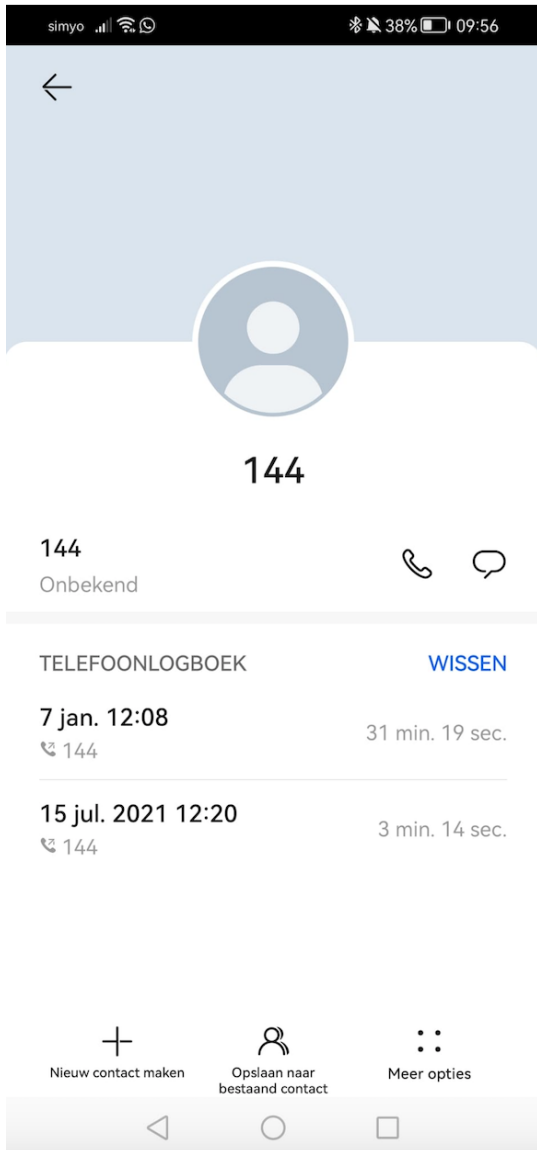 simyo 38% 09:56
144
144
Onbekend
TELEFOONLOGBOEK WISSEN
7 jan. 12:08
31 min. 19 sec.
144
15 jul. 2021 12:20
3 min. 14 sec.
144
Nieuw contact maken
Opslaan naar
bestaand contact
Meer opties